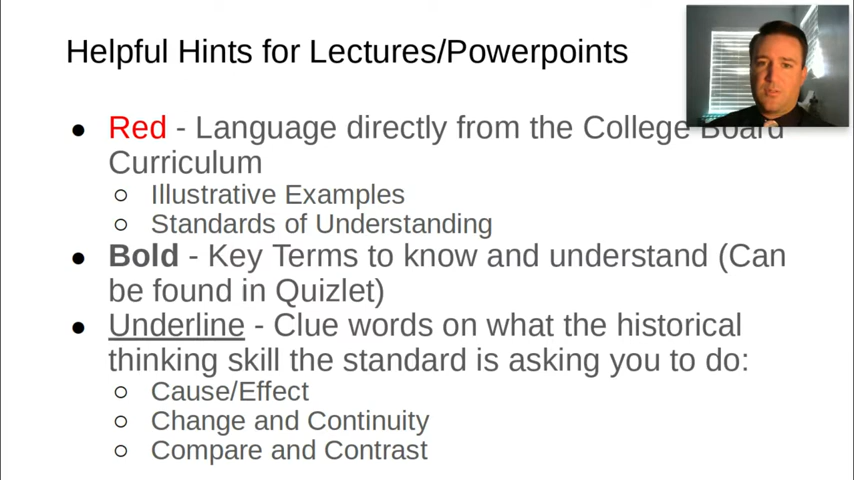 Helpful Hints for Lectures/Powerpoints
● Red - Language directly from the College Board
Curriculum
○ Illustrative Examples
○ Standards of Understanding
● Bold - Key Terms to know and understand (Can
be found in Quizlet)
● Underline - Clue words on what the historical
thinking skill the standard is asking you to do:
○ Cause/Effect
○ Change and Continuity
○ Compare and Contrast